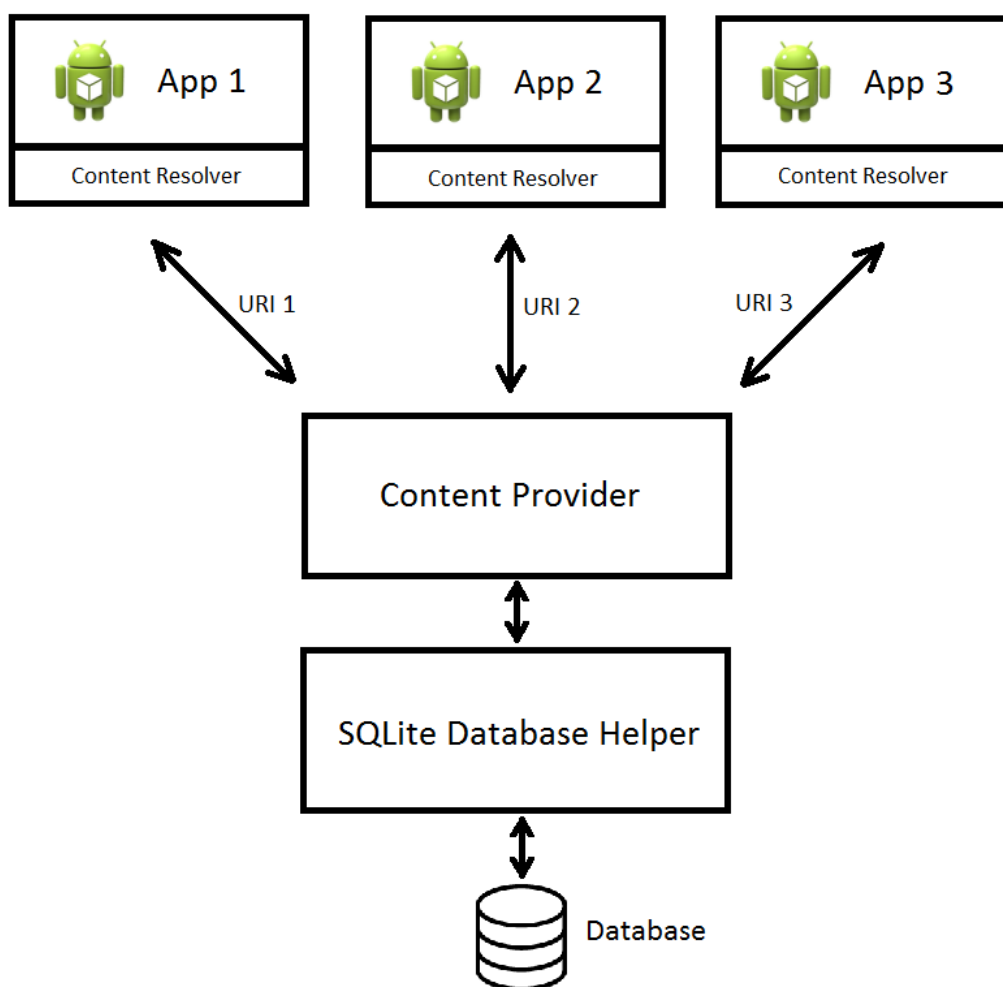 App 1
App 2
App 3
Content Resolver
Content Resolver
Content Resolver
URI 1
URI 2
URI 3
Content Provider
SQLite Database Helper
Database